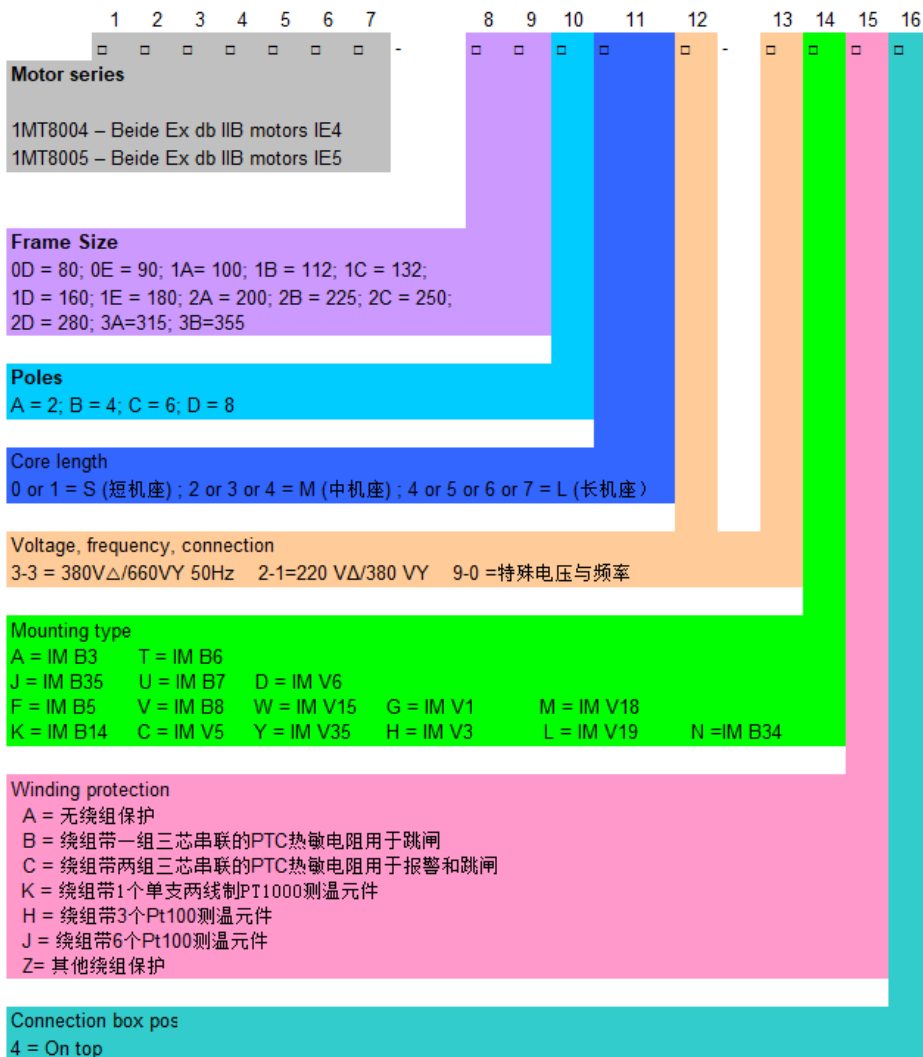 1 2 3 4 5 6 7 8 9 10 11 12 13 14 15 16
□ □ □ □ □ □ □ - □ □ □ □ □ - □ □ □ □
Motor series
1MT8004 – Beide Ex db IIB motors IE4
1MT8005 – Beide Ex db IIB motors IE5
Frame Size
0D = 80; 0E = 90; 1A= 100; 1B = 112; 1C = 132;
1D = 160; 1E = 180; 2A = 200; 2B = 225; 2C = 250;
2D = 280; 3A=315; 3B=355
Poles
A = 2; B = 4; C = 6; D = 8
Core length
0 or 1 = S (短机座) ; 2 or 3 or 4 = M (中机座) ; 4 or 5 or 6 or 7 = L (长机座）
Voltage, frequency, connection
3-3 = 380V△/660VY 50Hz 2-1=220 VΔ/380 VY 9-0 =特殊电压与频率
Mounting type
A = IM B3 T = IM B6
J = IM B35 U = IM B7 D = IM V6
F = IM B5 V = IM B8 W = IM V15 G = IM V1 M = IM V18
K = IM B14 C = IM V5 Y = IM V35 H = IM V3 L = IM V19 N =IM B34
Winding protection
A = 无绕组保护
B = 绕组带一组三芯串联的PTC热敏电阻用于跳闸
C = 绕组带两组三芯串联的PTC热敏电阻用于报警和跳闸
K = 绕组带1个单支两线制PT1000测温元件
H = 绕组带3个Pt100测温元件
J = 绕组带6个Pt100测温元件
Z= 其他绕组保护
Connection box pos
4 = On top